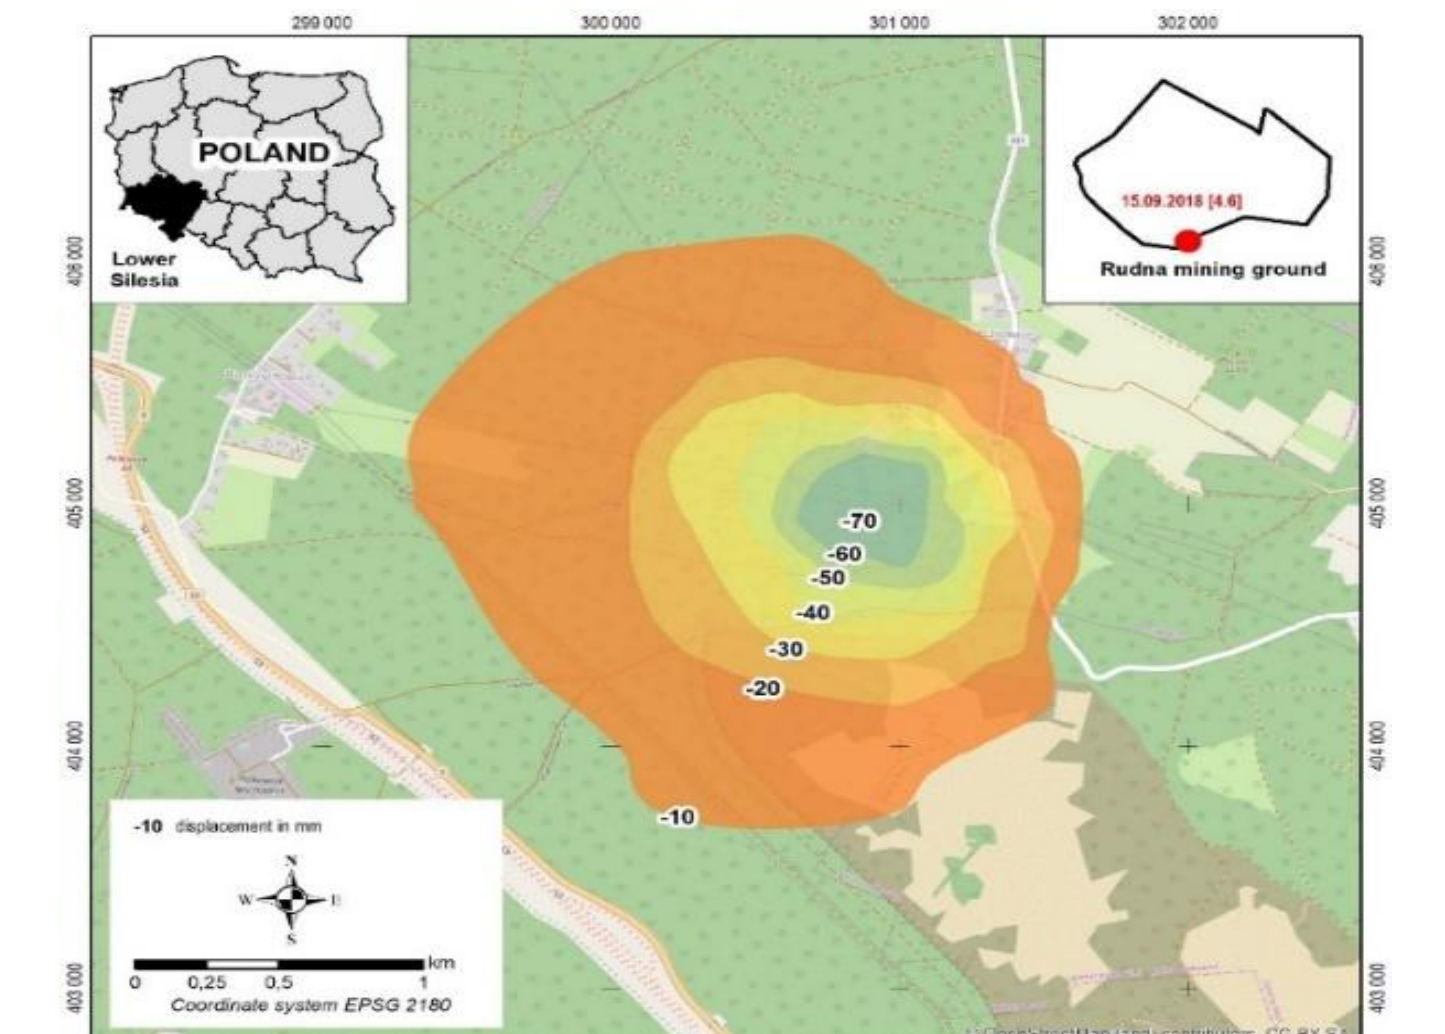 299 000
300 000
301 000
302 000
POLAND
Lower
Silesia
15.09.2018 [4.6]
Rudna mining ground
406 000
406 000
405 000
405 000
404 000
404 000
403 000
403 000
-70
-60
-50
-40
-30
-20
-10
-10 displacement in mm
N
W
E
S
km
0
0,25
0,5
1
Coordinate system EPSG 2180